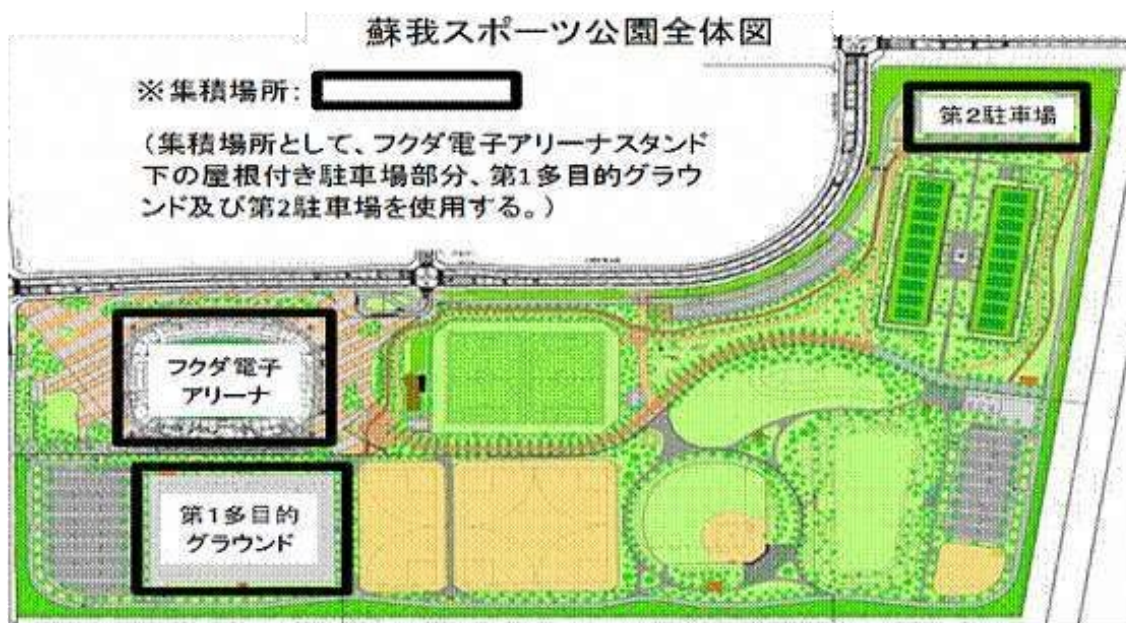 蘇我スポーツ公園全体図
※集積場所:
(集積場所として、フクダ電子アリーナスタンド
下の屋根付き駐車場部分、第1多目的グラウ
ンド及び第2駐車場を使用する。)
第2駐車場
フクダ電子
アリーナ
第1多目的
グラウンド